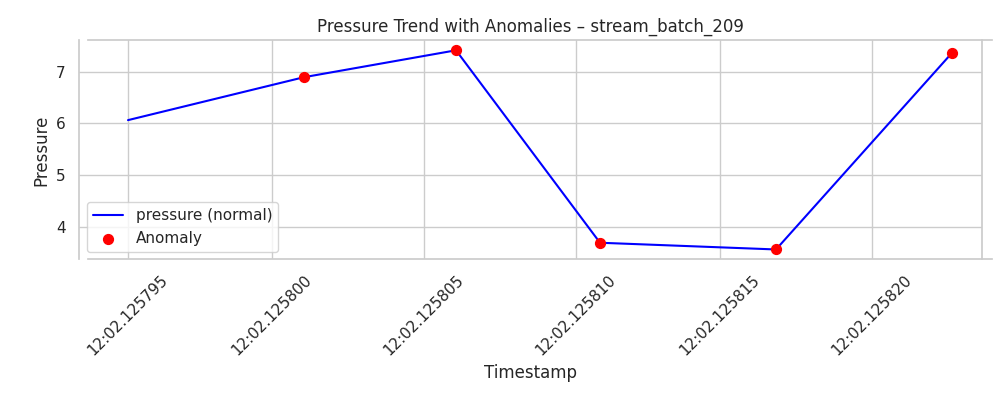 Pressure Trend with Anomalies – stream_batch_209
Pressure
7
6
5
4
pressure (normal)
Anomaly
12:02.125795
12:02.125800
12:02.125805
12:02.125810
12:02.125815
12:02.125820
Timestamp